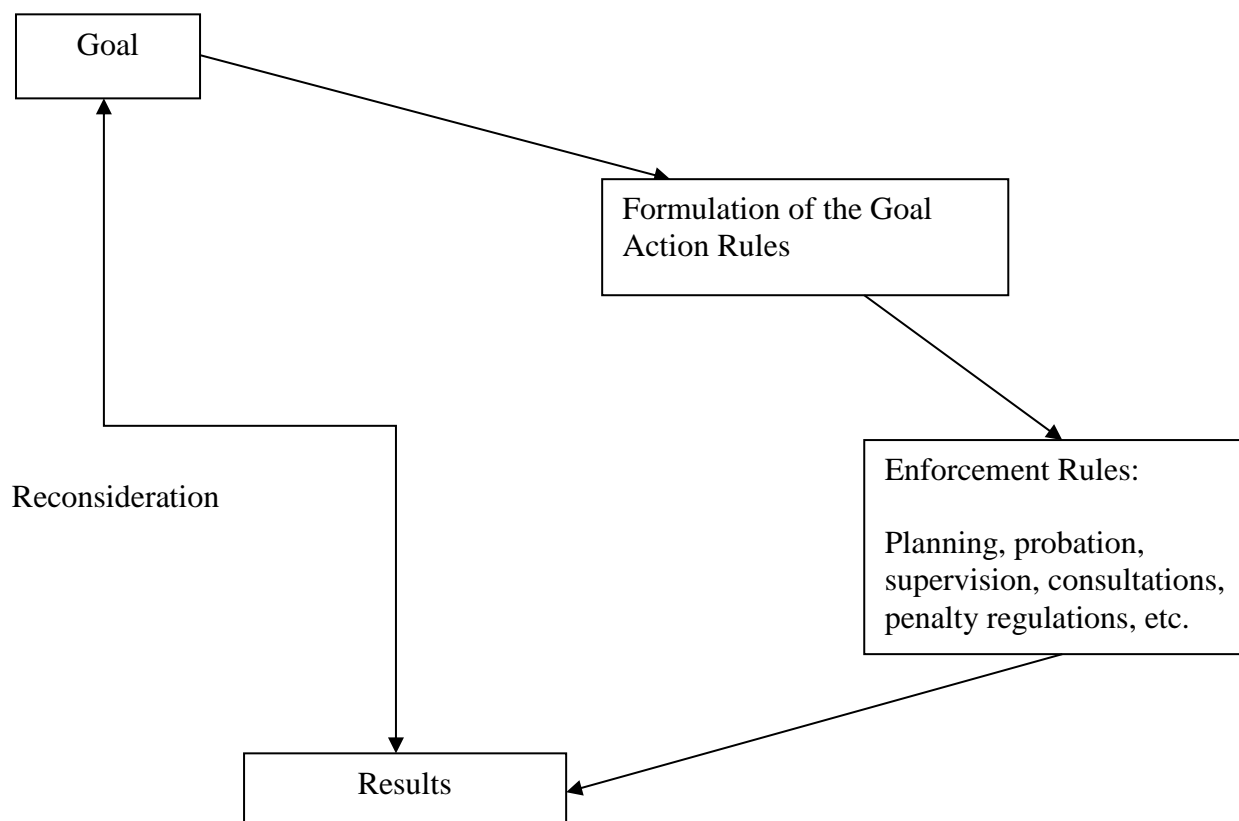 Goal
Formulation of the Goal
Action Rules
Enforcement Rules:
Planning, probation,
supervision, consultations,
penalty regulations, etc.
Reconsideration
Results